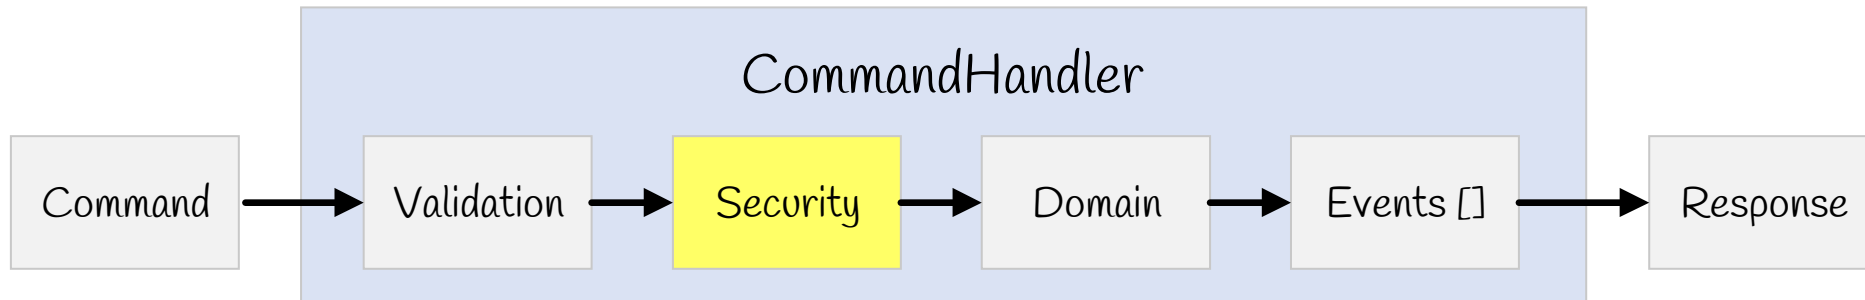 CommandHandler
Command
Validation
Security
Domain
Events []
Response